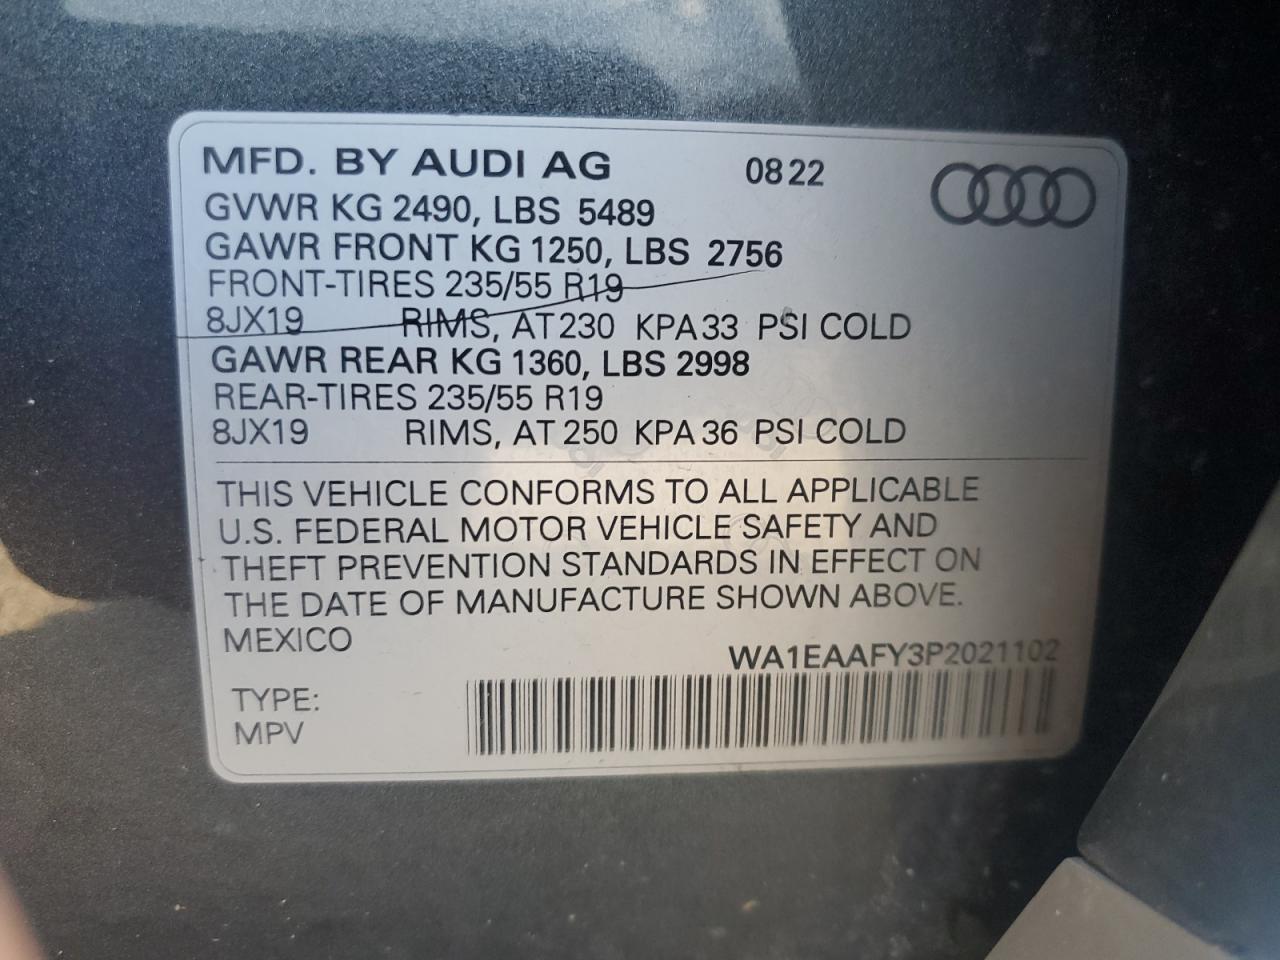 MFD. BY AUDI AG 0822
GVWR KG 2490, LBS 5489
GAWR FRONT KG 1250, LBS 2756
FRONT-TIRES 235/55 R19
8JX19 RIMS, AT 230 KPA 33 PSI COLD
GAWR REAR KG 1360, LBS 2998
REAR-TIRES 235/55 R19
8JX19 RIMS, AT 250 KPA 36 PSI COLD
THIS VEHICLE CONFORMS TO ALL APPLICABLE
U.S. FEDERAL MOTOR VEHICLE SAFETY AND
THEFT PREVENTION STANDARDS IN EFFECT ON
THE DATE OF MANUFACTURE SHOWN ABOVE.
MEXICO
WA1EAAFY3P2021102
TYPE:
MPV